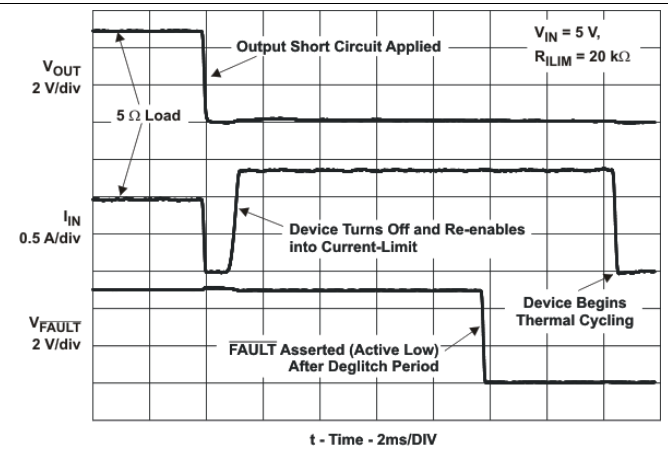 Output Short Circuit Applied
V_IN = 5 V,
R_ILIM = 20 kΩ
V_OUT
2 V/div
5 Ω Load
I_IN
0.5 A/div
Device Turns Off and Re-enables
into Current-Limit
Device Begins
Thermal Cycling
V_FAULT̅
2 V/div
F̅A̅U̅L̅T̅ Asserted (Active Low)
After Deglitch Period
t - Time - 2ms/DIV